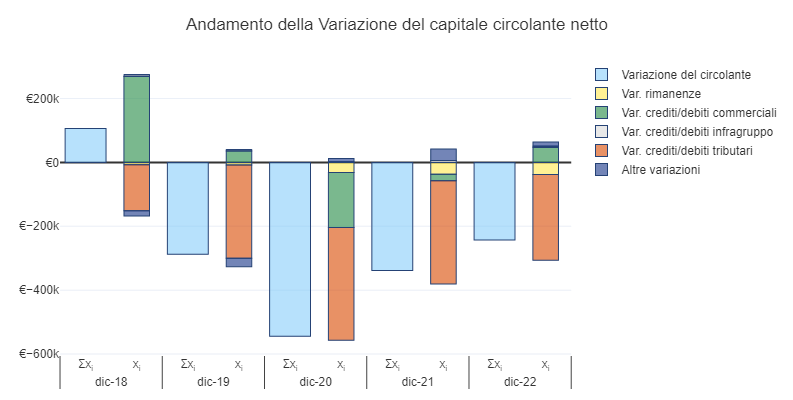 Andamento della Variazione del capitale circolante netto
€200k
€0
€−200k
€−400k
€−600k
Σxi xi Σxi xi Σxi xi Σxi xi Σxi xi
dic-18 dic-19 dic-20 dic-21 dic-22
Variazione del circolante
Var. rimanenze
Var. crediti/debiti commerciali
Var. crediti/debiti infragruppo
Var. crediti/debiti tributari
Altre variazioni